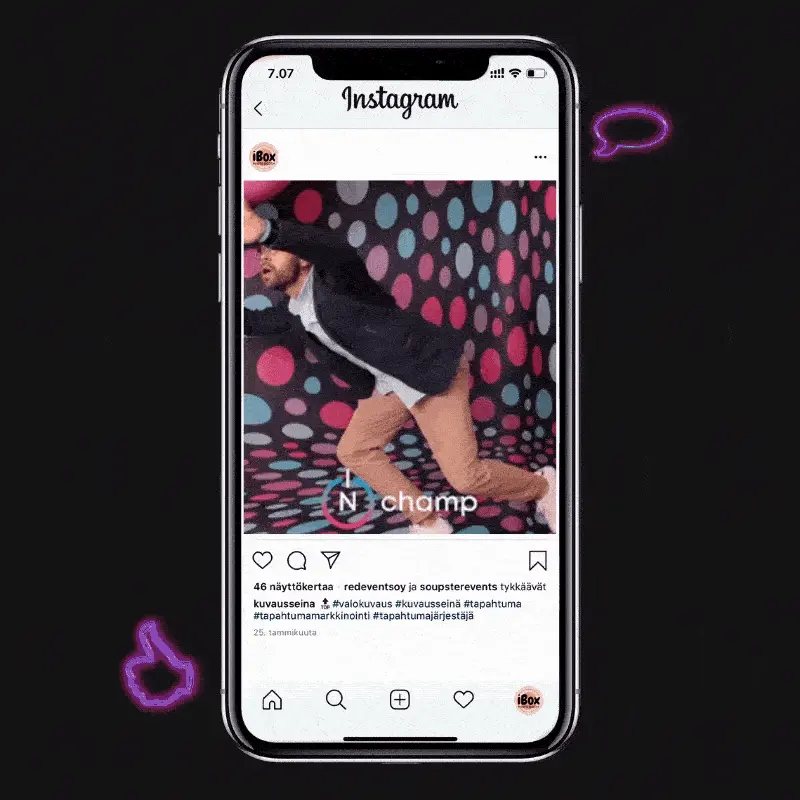 7.07
Instagram
iBox
N champ
46 näyttökertaa · redeventsoy ja soupsterevents tykkäävät
kuvausseina 🔝 #valokuvaus #kuvausseinä #tapahtuma
#tapahtumamarkkinointi #tapahtumajärjestäjä
25. tammikuuta
iBox